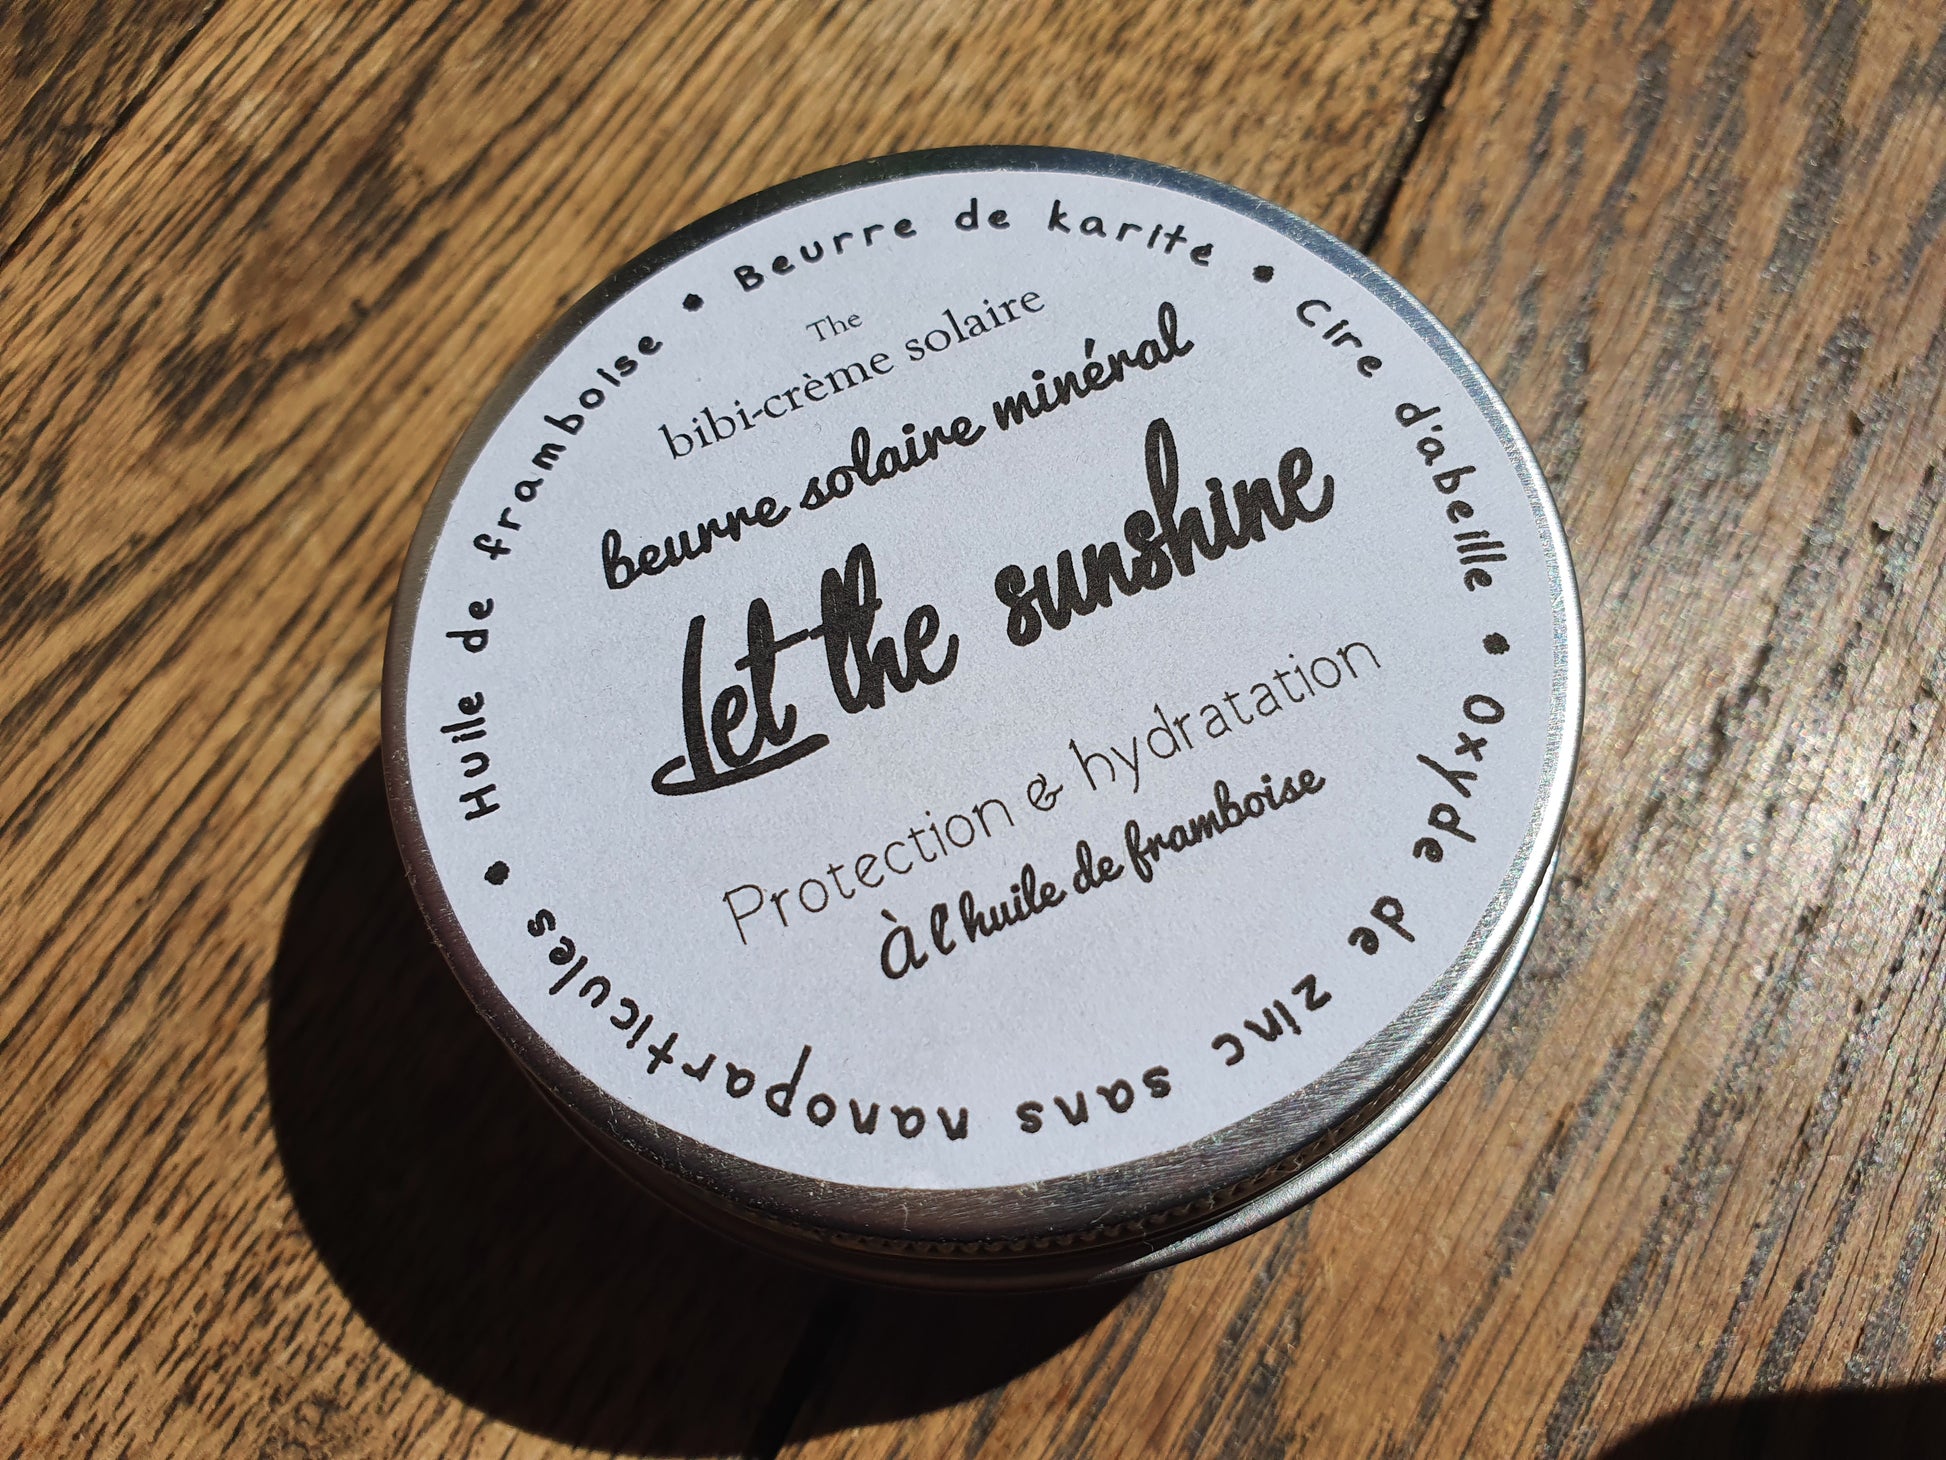 The
bibi-crème solaire
beurre solaire minéral
Let the sunshine
Protection & hydratation
À l'huile de framboise
Huile de framboise • Beurre de karité • Cire d'abeille • Oxyde de zinc sans nanoparticules •